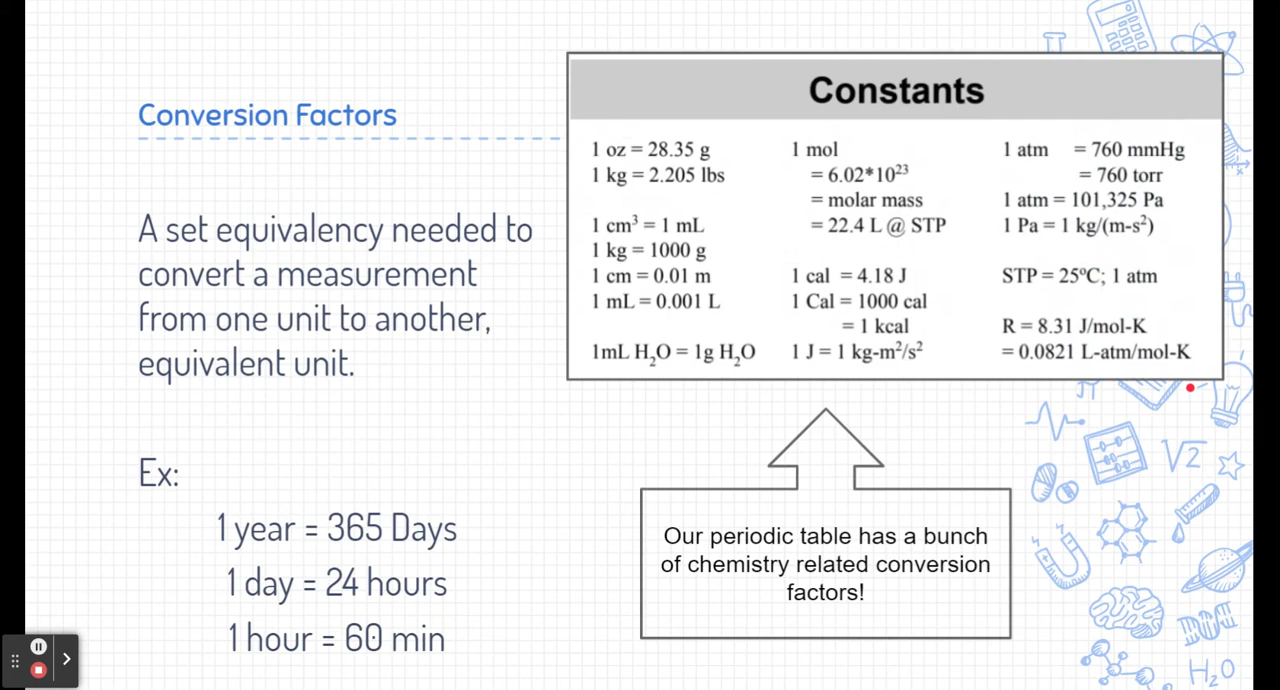 Conversion Factors
A set equivalency needed to
convert a measurement
from one unit to another,
equivalent unit.
Ex:
1 year = 365 Days
1 day = 24 hours
1 hour = 60 min
Constants
1 oz = 28.35 g
1 kg = 2.205 lbs
1 cm³ = 1 mL
1 kg = 1000 g
1 cm = 0.01 m
1 mL = 0.001 L
1mL H₂O = 1g H₂O
1 mol
= 6.02*10²³
= molar mass
= 22.4 L @ STP
1 cal = 4.18 J
1 Cal = 1000 cal
= 1 kcal
1 J = 1 kg-m²/s²
1 atm = 760 mmHg
= 760 torr
1 atm = 101,325 Pa
1 Pa = 1 kg/(m-s²)
STP = 25ºC; 1 atm
R = 8.31 J/mol-K
= 0.0821 L-atm/mol-K
Our periodic table has a bunch
of chemistry related conversion
factors!
√2
H₂O